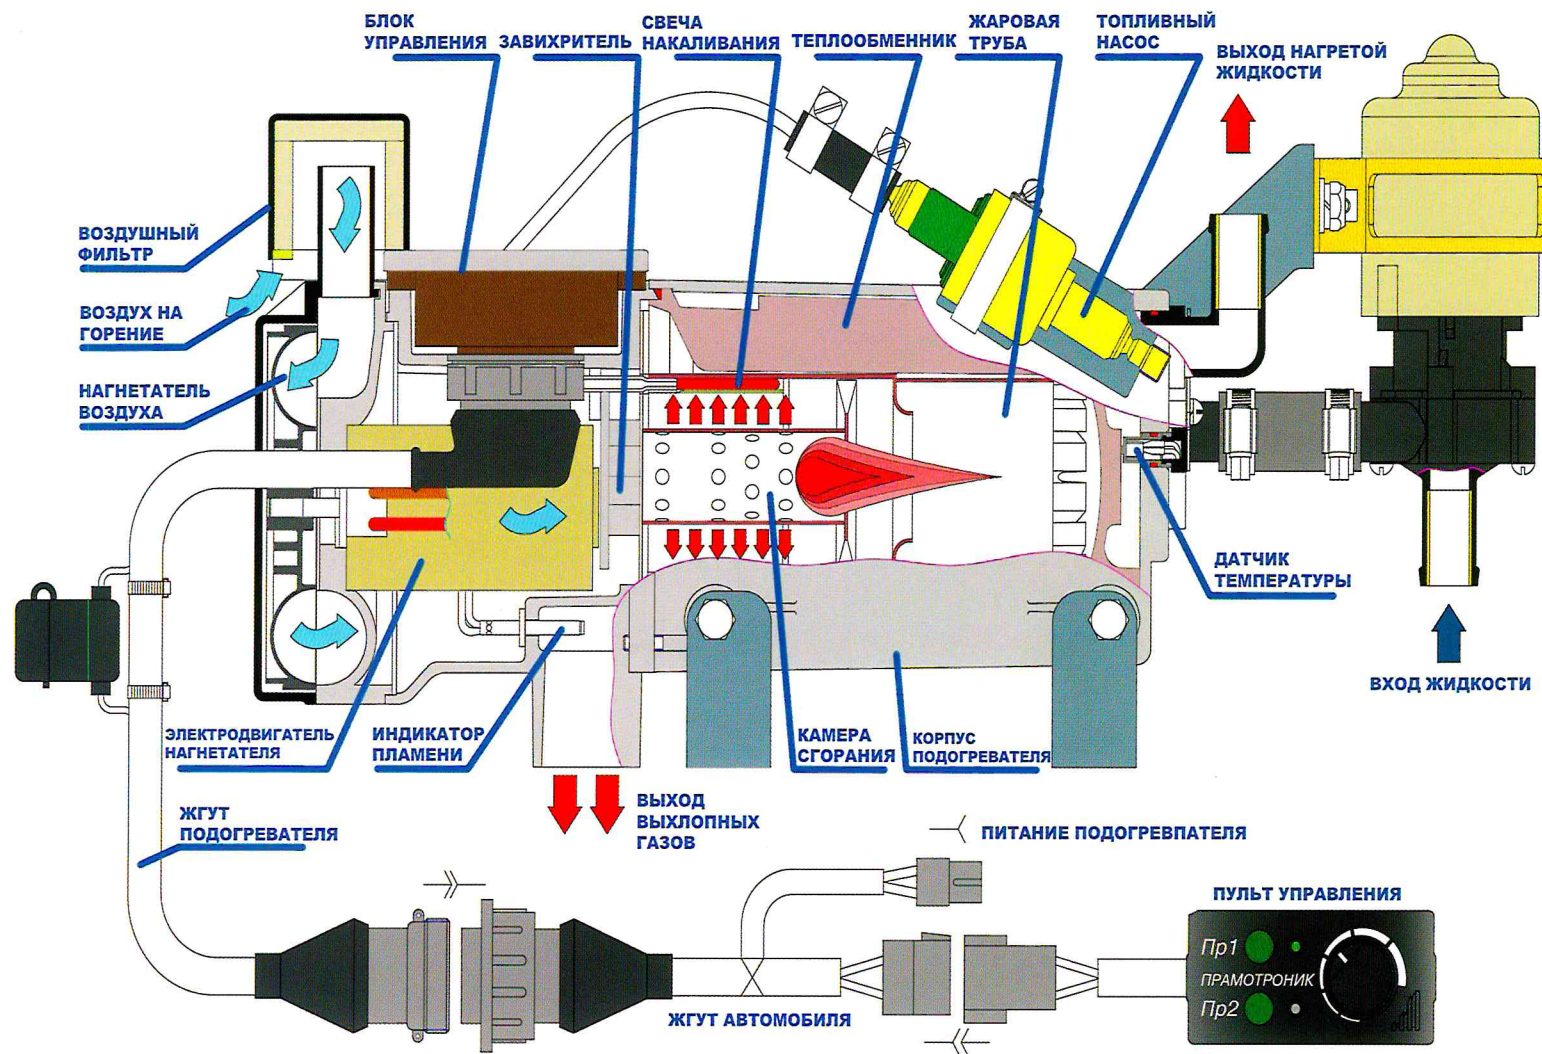 БЛОК
УПРАВЛЕНИЯ
ЗАВИХРИТЕЛЬ
СВЕЧА
НАКАЛИВАНИЯ
ТЕПЛООБМЕННИК
ЖАРОВАЯ
ТРУБА
ТОПЛИВНЫЙ
НАСОС
ВЫХОД НАГРЕТОЙ
ЖИДКОСТИ
ВОЗДУШНЫЙ
ФИЛЬТР
ВОЗДУХ НА
ГОРЕНИЕ
НАГНЕТАТЕЛЬ
ВОЗДУХА
ДАТЧИК
ТЕМПЕРАТУРЫ
ВХОД ЖИДКОСТИ
ЭЛЕКТРОДВИГАТЕЛЬ
НАГНЕТАТЕЛЯ
ИНДИКАТОР
ПЛАМЕНИ
КАМЕРА
СГОРАНИЯ
КОРПУС
ПОДОГРЕВАТЕЛЯ
ЖГУТ
ПОДОГРЕВАТЕЛЯ
ВЫХОД
ВЫХЛОПНЫХ
ГАЗОВ
ПИТАНИЕ ПОДОГРЕВПАТЕЛЯ
ПУЛЬТ УПРАВЛЕНИЯ
Пр1
ПРАМОТРОНИК
Пр2
ЖГУТ АВТОМОБИЛЯ